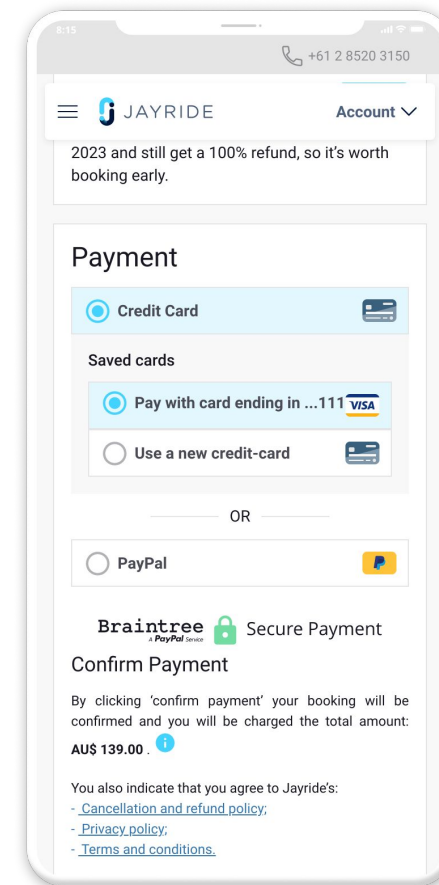 8:15
+61 2 8520 3150
JAYRIDE
Account
2023 and still get a 100% refund, so it's worth
booking early.
Payment
Credit Card
Saved cards
Pay with card ending in ...111
VISA
Use a new credit-card
OR
PayPal
Braintree
A PayPal Service
Secure Payment
Confirm Payment
By clicking ‘confirm payment’ your booking will be
confirmed and you will be charged the total amount:
AU$ 139.00 .
You also indicate that you agree to Jayride's:
- Cancellation and refund policy;
- Privacy policy;
- Terms and conditions.